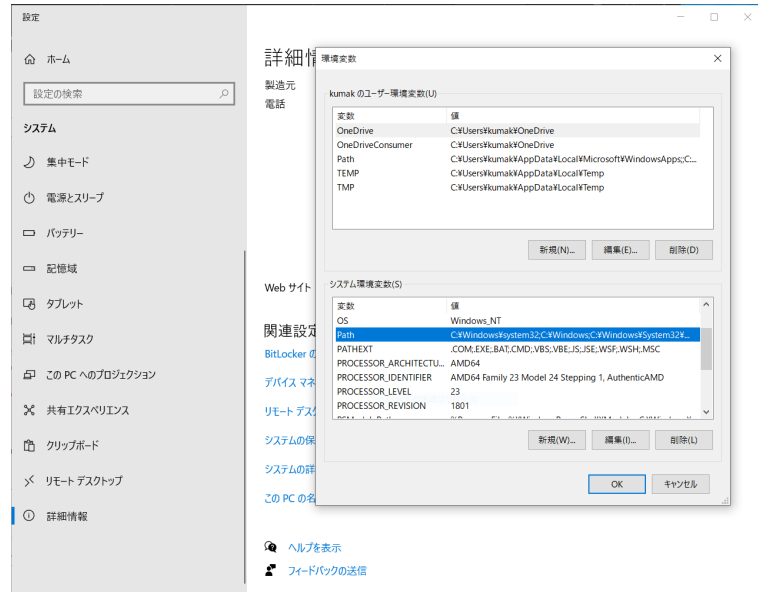 設定
ホーム
設定の検索
システム
集中モード
電源とスリープ
バッテリー
記憶域
タブレット
マルチタスク
この PC へのプロジェクション
共有エクスペリエンス
クリップボード
リモート デスクトップ
詳細情報
詳細情
製造元
電話
Web サイト
関連設定
BitLocker の
デバイス マネ
リモート デスク
システムの保
システムの詳
この PC の名
ヘルプを表示
フィードバックの送信
環境変数
kumak のユーザー環境変数(U)
変数 値
OneDrive C:¥Users¥kumak¥OneDrive
OneDriveConsumer C:¥Users¥kumak¥OneDrive
Path C:¥Users¥kumak¥AppData¥Local¥Microsoft¥WindowsApps;;C:...
TEMP C:¥Users¥kumak¥AppData¥Local¥Temp
TMP C:¥Users¥kumak¥AppData¥Local¥Temp
新規(N)... 編集(E)... 削除(D)
システム環境変数(S)
変数 値
OS Windows_NT
Path C:¥Windows¥system32;C:¥Windows;C:¥Windows¥System32¥...
PATHEXT .COM;.EXE;.BAT;.CMD;.VBS;.VBE;.JS;.JSE;.WSF;.WSH;.MSC
PROCESSOR_ARCHITECTU... AMD64
PROCESSOR_IDENTIFIER AMD64 Family 23 Model 24 Stepping 1, AuthenticAMD
PROCESSOR_LEVEL 23
PROCESSOR_REVISION 1801
新規(W)... 編集(I)... 削除(L)
OK キャンセル